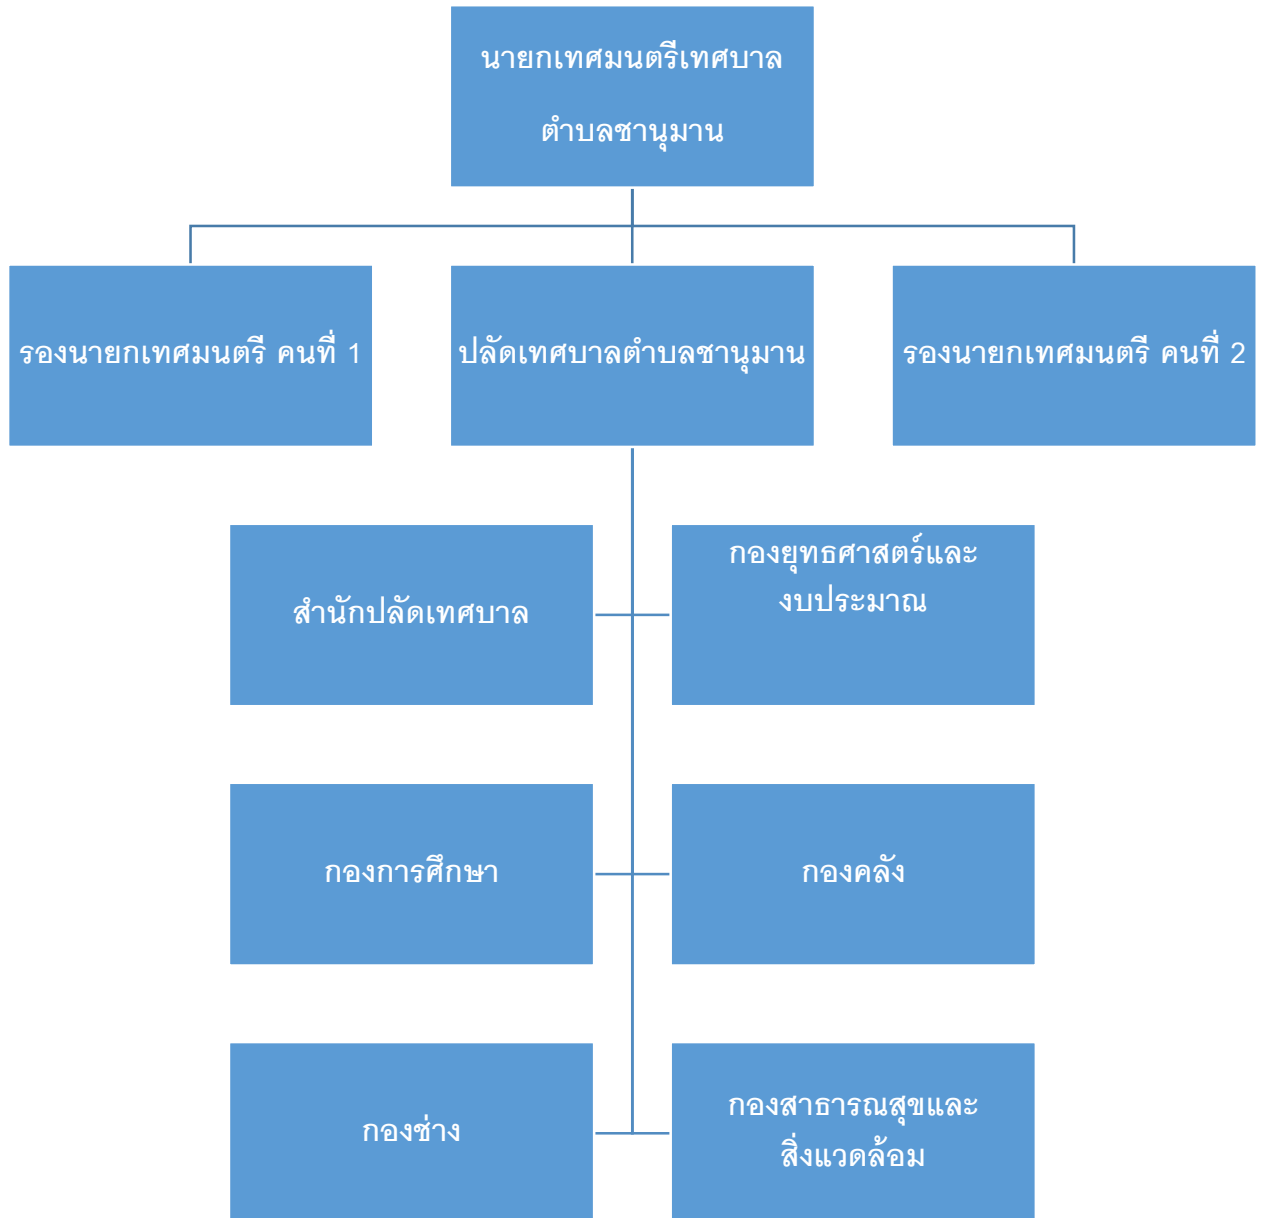 นายกเทศมนตรีเทศบาล
ตำบลชานุมาน
รองนายกเทศมนตรี คนที่ 1
ปลัดเทศบาลตำบลชานุมาน
รองนายกเทศมนตรี คนที่ 2
สำนักปลัดเทศบาล
กองยุทธศาสตร์และ
งบประมาณ
กองการศึกษา
กองคลัง
กองช่าง
กองสาธารณสุขและ
สิ่งแวดล้อม